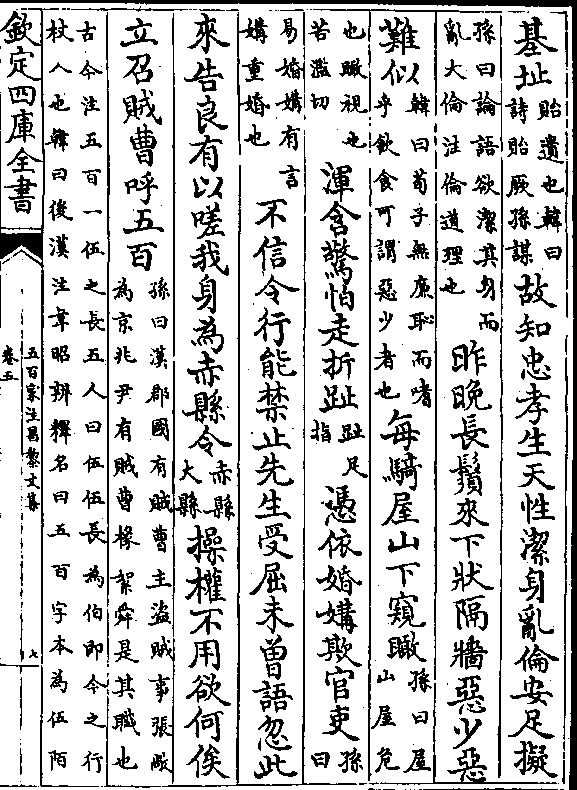 基址貽遺也韓曰詩貽厥孫謀故知忠孝生天性潔身亂倫安足擬
孫曰論語欲潔其身而亂大倫注倫道理也昨晚長鬚來下狀隔牆惡少惡
難似韓曰荀子無廉恥而嗜乎飲食可謂惡少者也每騎屋山下窺瞰孫曰屋山屋危
也瞰視也苦濫切渾舍驚怕走折趾趾足指憑依婚媾欺官吏孫曰
易婚媾有言媾重婚也不信令行能禁止先生受屈未曾語忽此
來告良有以嗟我身為赤縣令赤縣大縣操權不用欲何俟
立召賊曹呼五百孫曰漢郡國有賊曹主盜賊事張敞為京兆尹有賊曹掾絮舜是其職也
古今注五百一伍之長五人曰伍伍長為伯即今之行杖人也韓曰後漢注韋昭辨釋名曰五百字本為伍陌
欽定四庫全書
五百家注昌黎文集
卷五
七